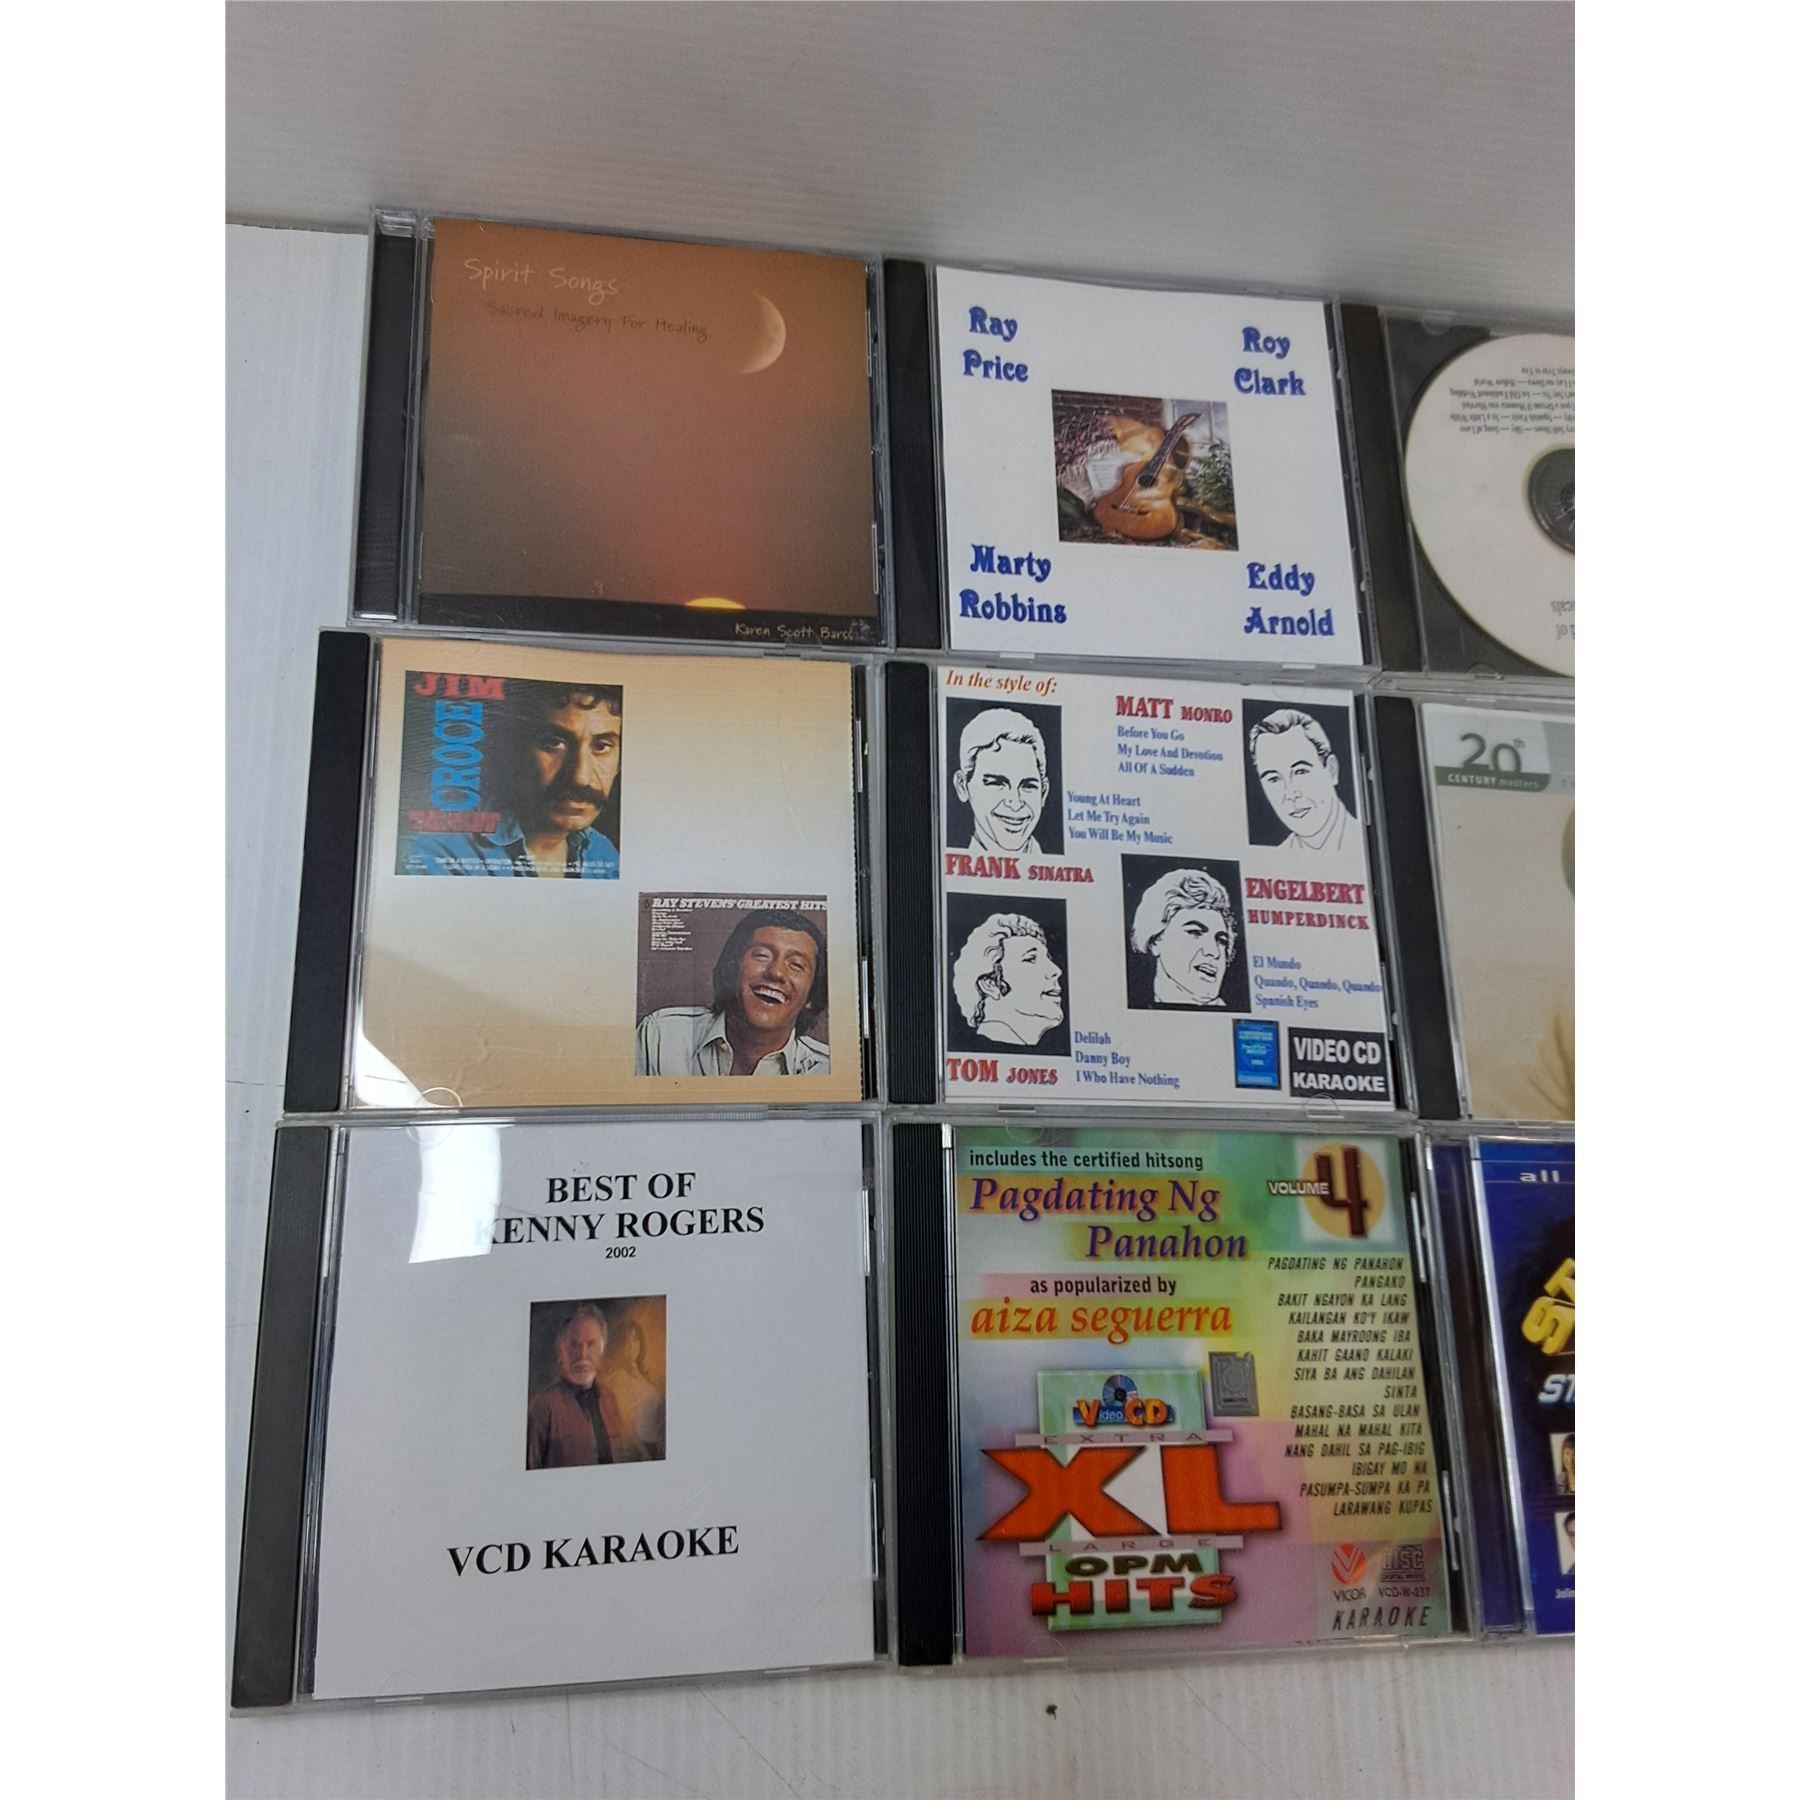 Spirit Songs
Sacred Imagery For Healing
Karen Scott Barss
Ray
Price
Roy
Clark
Marty
Robbins
Eddy
Arnold
JIM
CROCE
RAY STEVENS' GREATEST HITS
In the style of:
MATT MONRO
Before You Go
My Love And Devotion
All Of A Sudden
Young At Heart
Let Me Try Again
You Will Be My Music
FRANK SINATRA
ENGELBERT
HUMPERDINCK
El Mundo
Quando, Quando, Quando
Spanish Eyes
Delilah
Danny Boy
I Who Have Nothing
TOM JONES
VIDEO CD
KARAOKE
20th
CENTURY masters
BEST OF
KENNY ROGERS
2002
VCD KARAOKE
includes the certified hitsong
Pagdating Ng
Panahon
as popularized by
aiza seguerra
VOLUME 4
PAGDATING NG PANAHON
PANGAKO
BAKIT NGAYON KA LANG
KAILANGAN KO'Y IKAW
BAKA MAYROONG IBA
KAHIT GAANO KALAKI
SIYA BA ANG DAHILAN
SINTA
BASANG-BASA SA ULAN
MAHAL NA MAHAL KITA
NANG DAHIL SA PAG-IBIG
IBIGAY MO NA
PASUMPA-SUMPA KA PA
LARAWANG KUPAS
Video CD
EXTRA
XL
LARGE
OPM
HITS
VICOR
DISC
DIGITAL VIDEO
VCD-W-237
KARAOKE
all
ST
ST